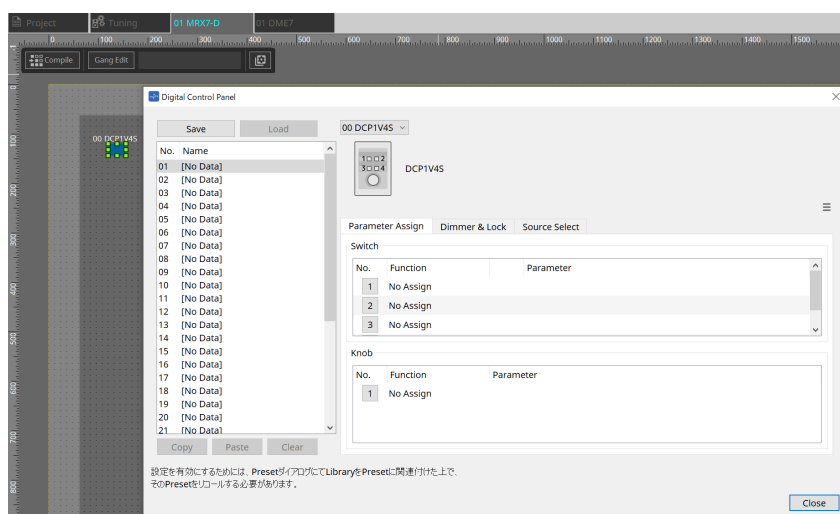 Project
Tuning
01 MRX7-D
01 DME7
0 100 200 300 400 500 600 700 800 900 1000 1100 1200 1300 1400 1500
Compile
Gang Edit
0
100
200
300
400
500
600
700
800
00 DCP1V4S
Digital Control Panel
Save
Load
No. Name
01 [No Data]
02 [No Data]
03 [No Data]
04 [No Data]
05 [No Data]
06 [No Data]
07 [No Data]
08 [No Data]
09 [No Data]
10 [No Data]
11 [No Data]
12 [No Data]
13 [No Data]
14 [No Data]
15 [No Data]
16 [No Data]
17 [No Data]
18 [No Data]
19 [No Data]
20 [No Data]
21 [No Data]
Copy
Paste
Clear
00 DCP1V4S
1 2
3 4
DCP1V4S
Parameter Assign
Dimmer & Lock
Source Select
Switch
No. Function Parameter
1 No Assign
2 No Assign
3 No Assign
Knob
No. Function Parameter
1 No Assign
設定を有効にするためには、PresetダイアログにてLibraryをPresetに関連付けた上で、
そのPresetをリコールする必要があります。
Close